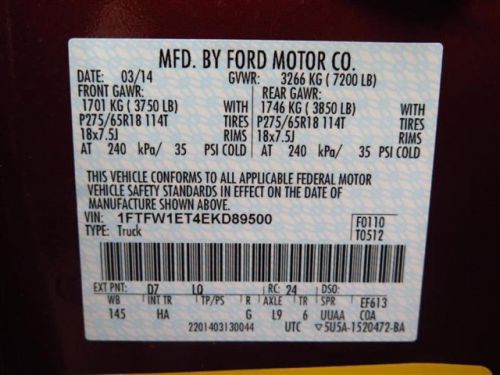 MFD. BY FORD MOTOR CO.
DATE: 03/14 GVWR: 3266 KG ( 7200 LB)
FRONT GAWR: REAR GAWR:
1701 KG ( 3750 LB) WITH 1746 KG ( 3850 LB) WITH
P275/65R18 114T TIRES P275/65R18 114T TIRES
18x7.5J RIMS 18x7.5J RIMS
AT 240 kPa/ 35 PSI COLD AT 240 kPa/ 35 PSI COLD
THIS VEHICLE CONFORMS TO ALL APPLICABLE FEDERAL MOTOR
VEHICLE SAFETY STANDARDS IN EFFECT ON THE DATE OF
MANUFACTURE SHOWN ABOVE.
VIN: 1FTFW1ET4EKD89500 F0110
TYPE: Truck T0512
EXT PNT: D7 LQ RC: 24 DSO:
WB INT TR TP/PS R AXLE TR SPR EF613
145 HA G L9 6 UUAA COA
2201403130044 UTC ▽5U5A-1520472-BA